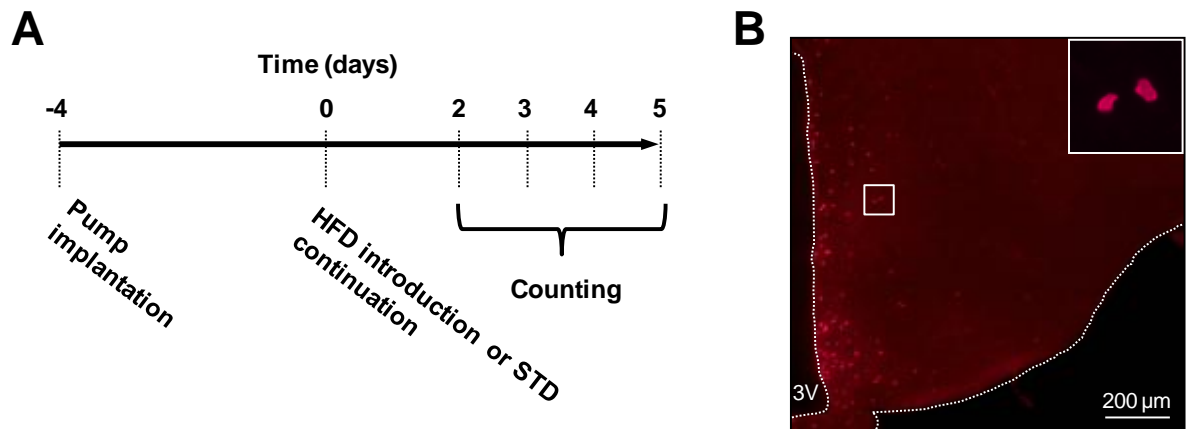 A
Time (days)
-4 0 2 3 4 5
Pump
implantation
HFD introduction or STD
continuation
Counting
B
3V
200 µm